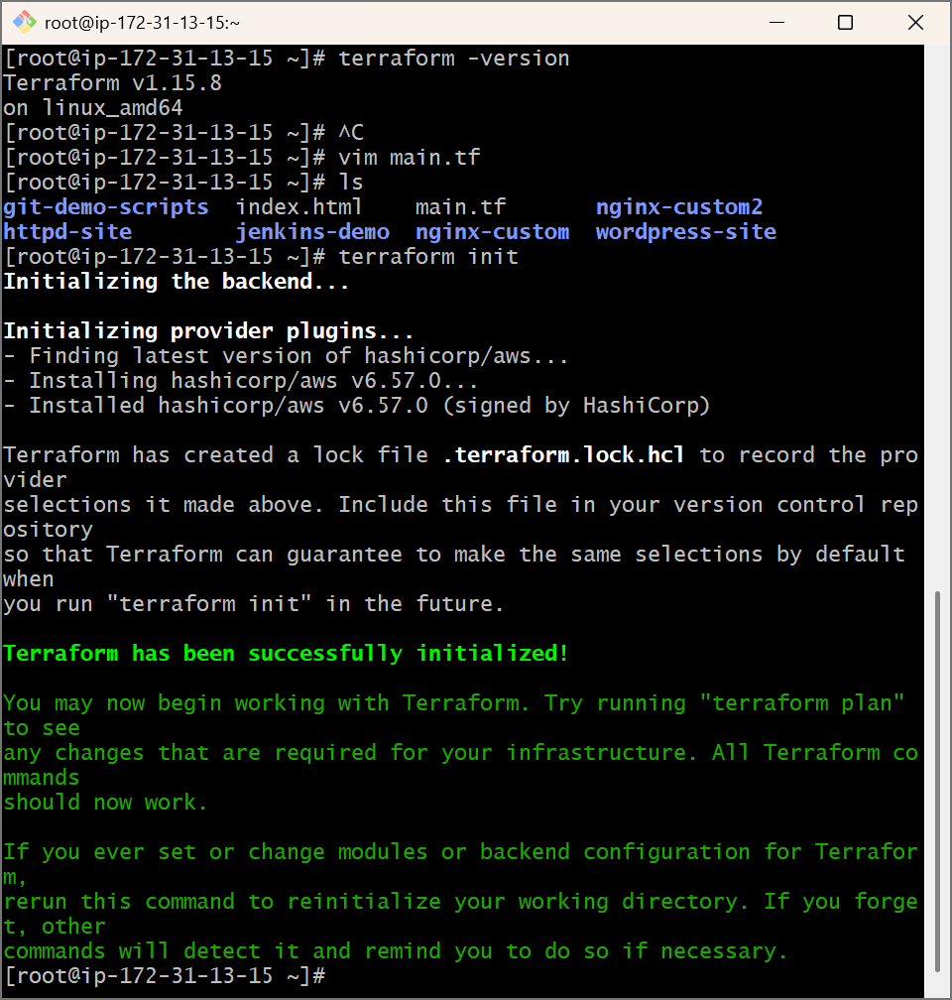 root@ip-172-31-13-15:~
[root@ip-172-31-13-15 ~]# terraform -version
Terraform v1.15.8
on linux_amd64
[root@ip-172-31-13-15 ~]# ^C
[root@ip-172-31-13-15 ~]# vim main.tf
[root@ip-172-31-13-15 ~]# ls
git-demo-scripts  index.html    main.tf       nginx-custom2
httpd-site        jenkins-demo  nginx-custom  wordpress-site
[root@ip-172-31-13-15 ~]# terraform init
Initializing the backend...

Initializing provider plugins...
- Finding latest version of hashicorp/aws...
- Installing hashicorp/aws v6.57.0...
- Installed hashicorp/aws v6.57.0 (signed by HashiCorp)

Terraform has created a lock file .terraform.lock.hcl to record the pro
vider
selections it made above. Include this file in your version control rep
ository
so that Terraform can guarantee to make the same selections by default
when
you run "terraform init" in the future.

Terraform has been successfully initialized!

You may now begin working with Terraform. Try running "terraform plan"
to see
any changes that are required for your infrastructure. All Terraform co
mmands
should now work.

If you ever set or change modules or backend configuration for Terrafor
m,
rerun this command to reinitialize your working directory. If you forge
t, other
commands will detect it and remind you to do so if necessary.
[root@ip-172-31-13-15 ~]#